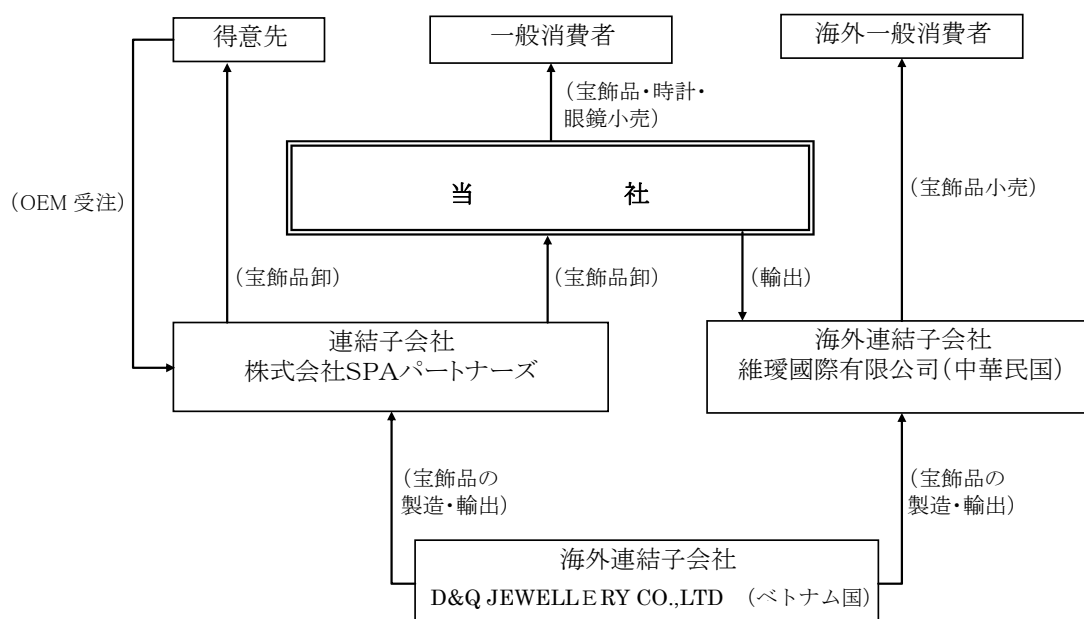 得意先
一般消費者
海外一般消費者
(宝飾品・時計・
眼鏡小売)
当 社
(OEM 受注)
(宝飾品小売)
(宝飾品卸)
(宝飾品卸)
(輸出)
連結子会社
株式会社SPAパートナーズ
海外連結子会社
維璦國際有限公司(中華民国)
(宝飾品の
製造・輸出)
(宝飾品の
製造・輸出)
海外連結子会社
D&Q JEWELLERY CO.,LTD (ベトナム国)